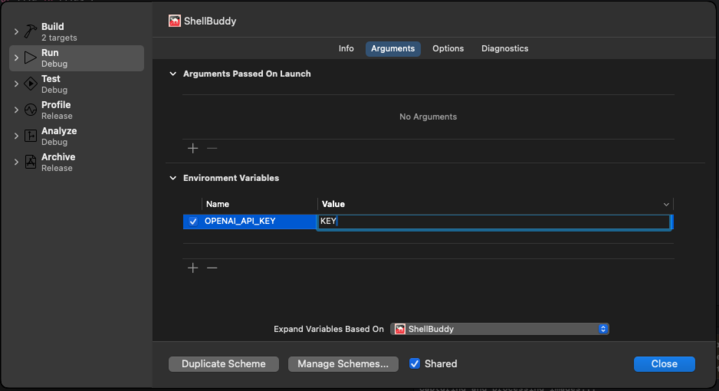 ShellBuddy
Build
2 targets
Run
Debug
Test
Debug
Profile
Release
Analyze
Debug
Archive
Release
Info Arguments Options Diagnostics
Arguments Passed On Launch
No Arguments
Environment Variables
Name Value
OPENAI_API_KEY KEY
Expand Variables Based On ShellBuddy
Duplicate Scheme Manage Schemes... Shared Close